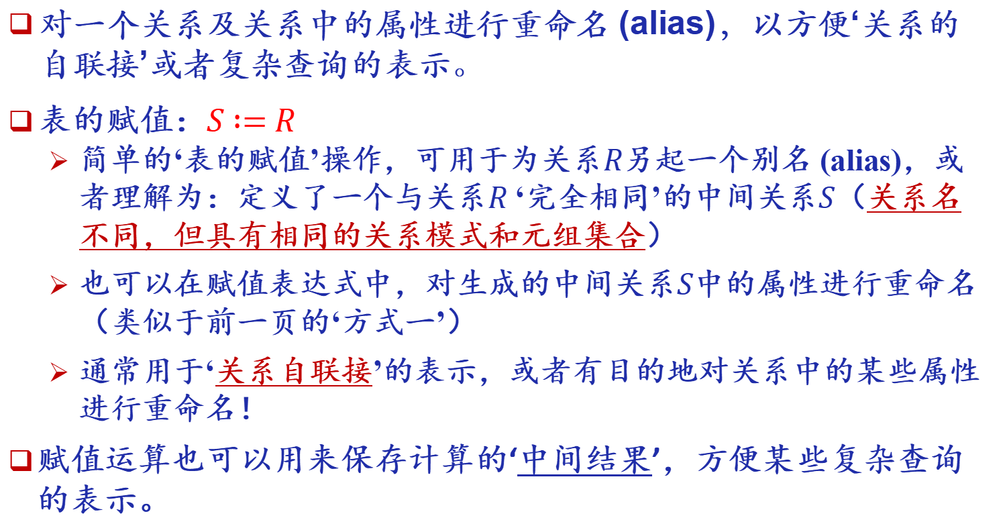 ❑ 对一个关系及关系中的属性进行重命名 (alias)，以方便‘关系的
自联接’或者复杂查询的表示。
❑ 表的赋值：S := R
➢ 简单的‘表的赋值’操作，可用于为关系R另起一个别名 (alias)，或
者理解为：定义了一个与关系R ‘完全相同’的中间关系S（关系名
不同，但具有相同的关系模式和元组集合）
➢ 也可以在赋值表达式中，对生成的中间关系S中的属性进行重命名
（类似于前一页的‘方式一’）
➢ 通常用于‘关系自联接’的表示，或者有目的地对关系中的某些属性
进行重命名！
❑ 赋值运算也可以用来保存计算的‘中间结果’，方便某些复杂查询
的表示。